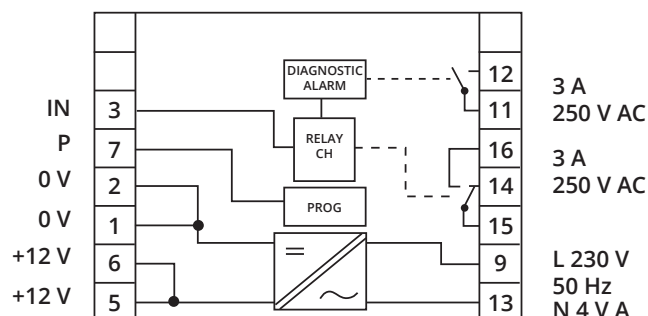 DIAGNOSTIC
ALARM
12
3 A
250 V AC
IN
3
11
RELAY
CH
P
7
16
3 A
250 V AC
0 V
2
14
PROG
0 V
1
15
+12 V
6
9
L 230 V
50 Hz
+12 V
5
13
N 4 V A